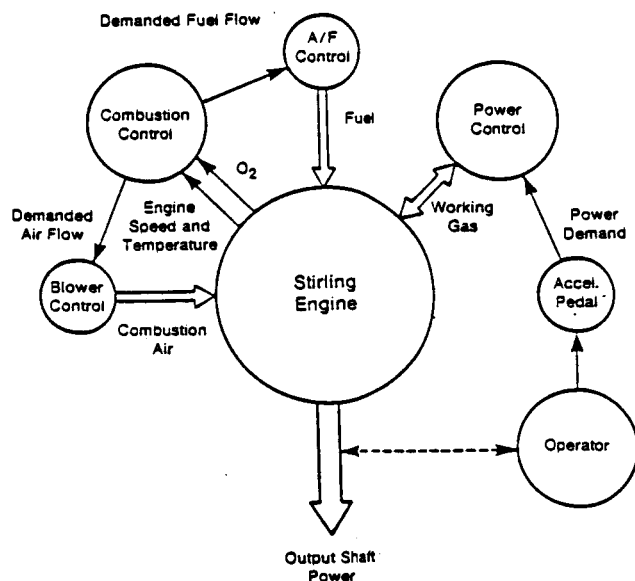 Demanded Fuel Flow
A/F
Control
Combustion
Control
Fuel
Power
Control
O2
Demanded
Air Flow
Engine
Speed and
Temperature
Working
Gas
Power
Demand
Blower
Control
Combustion
Air
Stirling
Engine
Accel.
Pedal
Operator
Output Shaft
Power